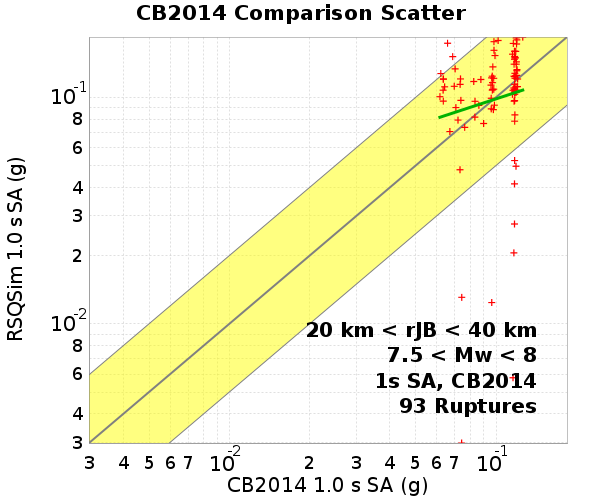 CB2014 Comparison Scatter
RSQSim 1.0 s SA (g)
10-1
8
6
4
3
2
10-2
8
6
4
3
20 km < rJB < 40 km
7.5 < Mw < 8
1s SA, CB2014
93 Ruptures
3 4 5 6 7 10-2 2 3 4 5 6 7 10-1
CB2014 1.0 s SA (g)